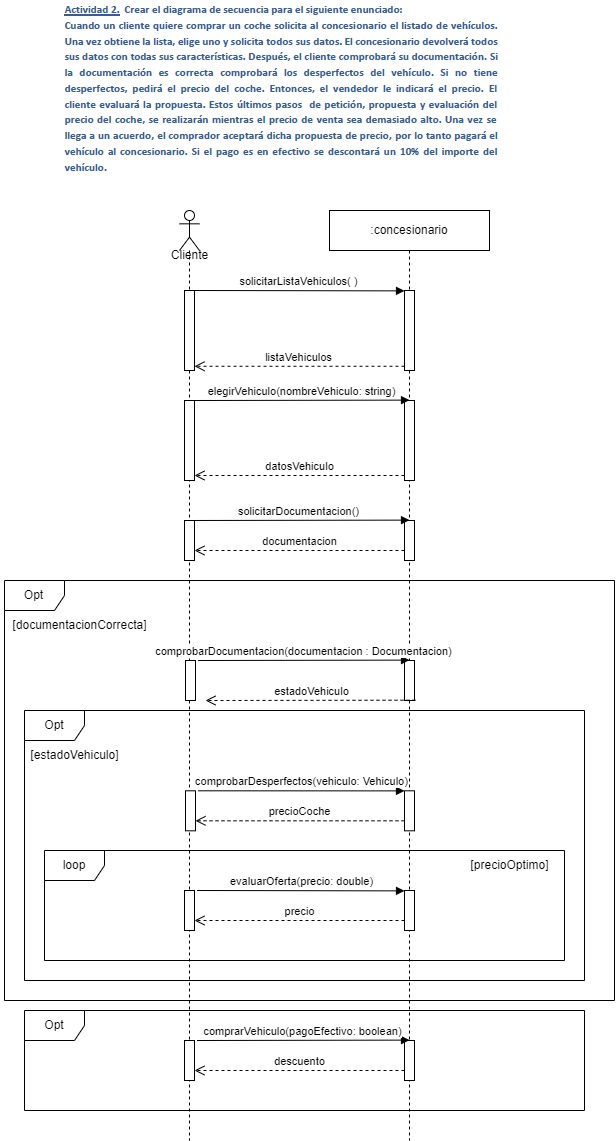 Actividad 2. Crear el diagrama de secuencia para el siguiente enunciado:
Cuando un cliente quiere comprar un coche solicita al concesionario el listado de vehículos.
Una vez obtiene la lista, elige uno y solicita todos sus datos. El concesionario devolverá todos
sus datos con todas sus características. Después, el cliente comprobará su documentación. Si
la documentación es correcta comprobará los desperfectos del vehículo. Si no tiene
desperfectos, pedirá el precio del coche. Entonces, el vendedor le indicará el precio. El
cliente evaluará la propuesta. Estos últimos pasos de petición, propuesta y evaluación del
precio del coche, se realizarán mientras el precio de venta sea demasiado alto. Una vez se
llega a un acuerdo, el comprador aceptará dicha propuesta de precio, por lo tanto pagará el
vehículo al concesionario. Si el pago es en efectivo se descontará un 10% del importe del
vehículo.
:concesionario
Cliente
solicitarListaVehiculos( )
listaVehiculos
elegirVehiculo(nombreVehiculo: string)
datosVehiculo
solicitarDocumentacion()
documentacion
Opt
[documentacionCorrecta]
comprobarDocumentacion(documentacion : Documentacion)
estadoVehiculo
Opt
[estadoVehiculo]
comprobarDesperfectos(vehiculo: Vehiculo)
precioCoche
loop
[precioOptimo]
evaluarOferta(precio: double)
precio
Opt
comprarVehiculo(pagoEfectivo: boolean)
descuento